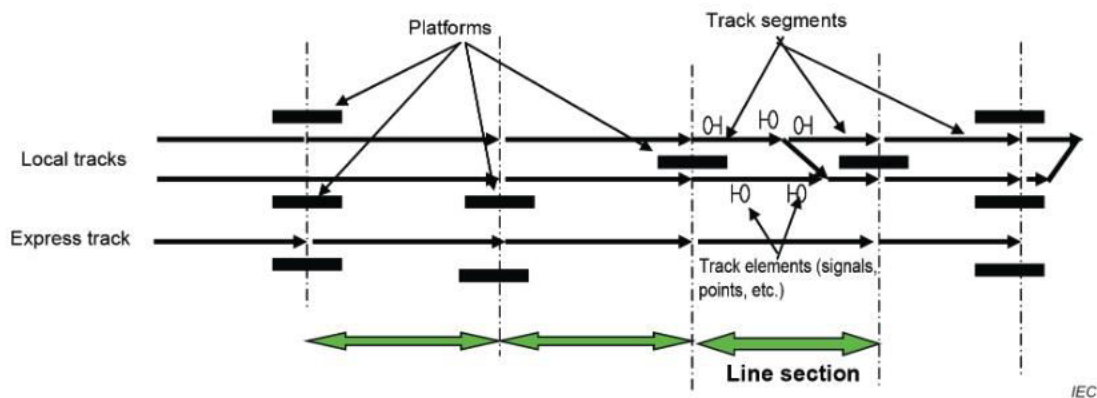 Platforms
Track segments
Local tracks
Express track
Track elements (signals,
points, etc.)
Line section
IEC